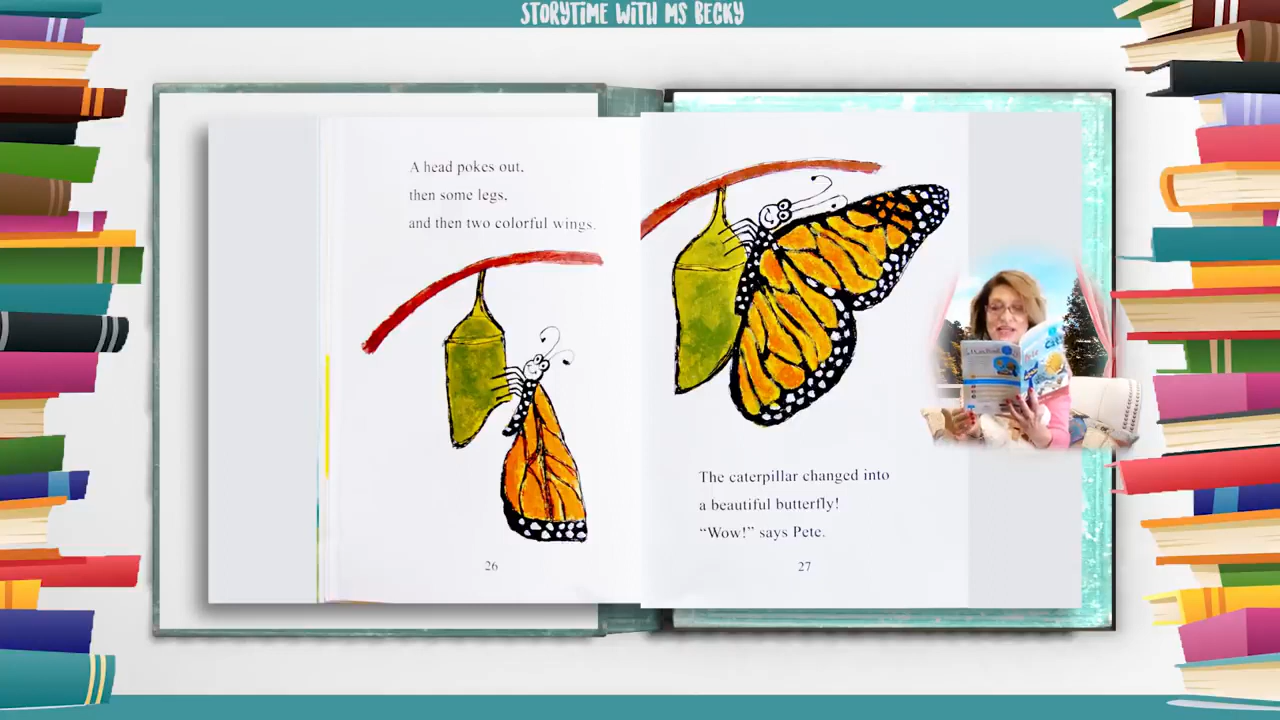 STORYTIME WITH MS BECKY
A head pokes out,
then some legs,
and then two colorful wings.
26
The caterpillar changed into
a beautiful butterfly!
“Wow!” says Pete.
27